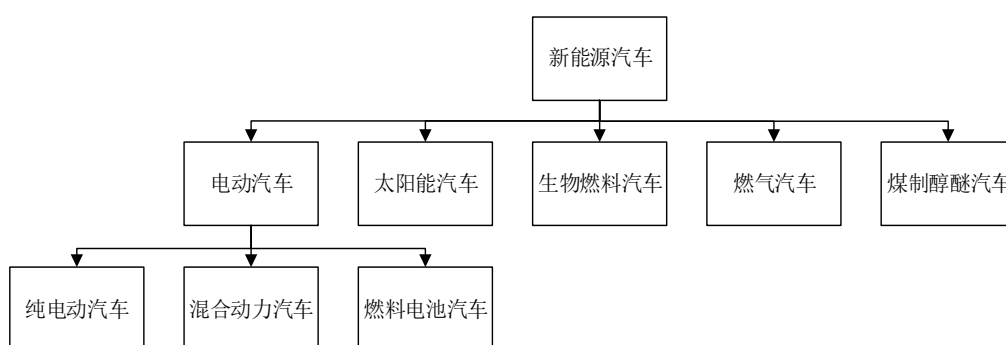 新能源汽车
电动汽车
太阳能汽车
生物燃料汽车
燃气汽车
煤制醇醚汽车
纯电动汽车
混合动力汽车
燃料电池汽车